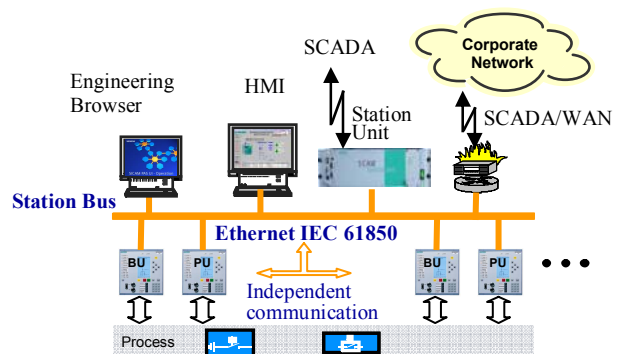 SCADA
Corporate
Network
Engineering
Browser
HMI
Station
Unit
SCADA/WAN
Station Bus
Ethernet IEC 61850
BU
PU
BU
PU
Independent
communication
Process